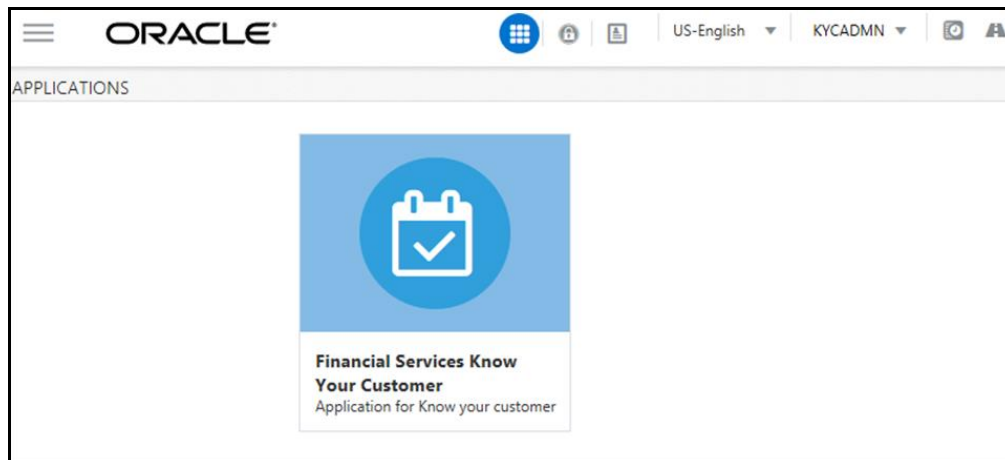 ORACLE®
US-English
KYCADMN
APPLICATIONS
Financial Services Know
Your Customer
Application for Know your customer